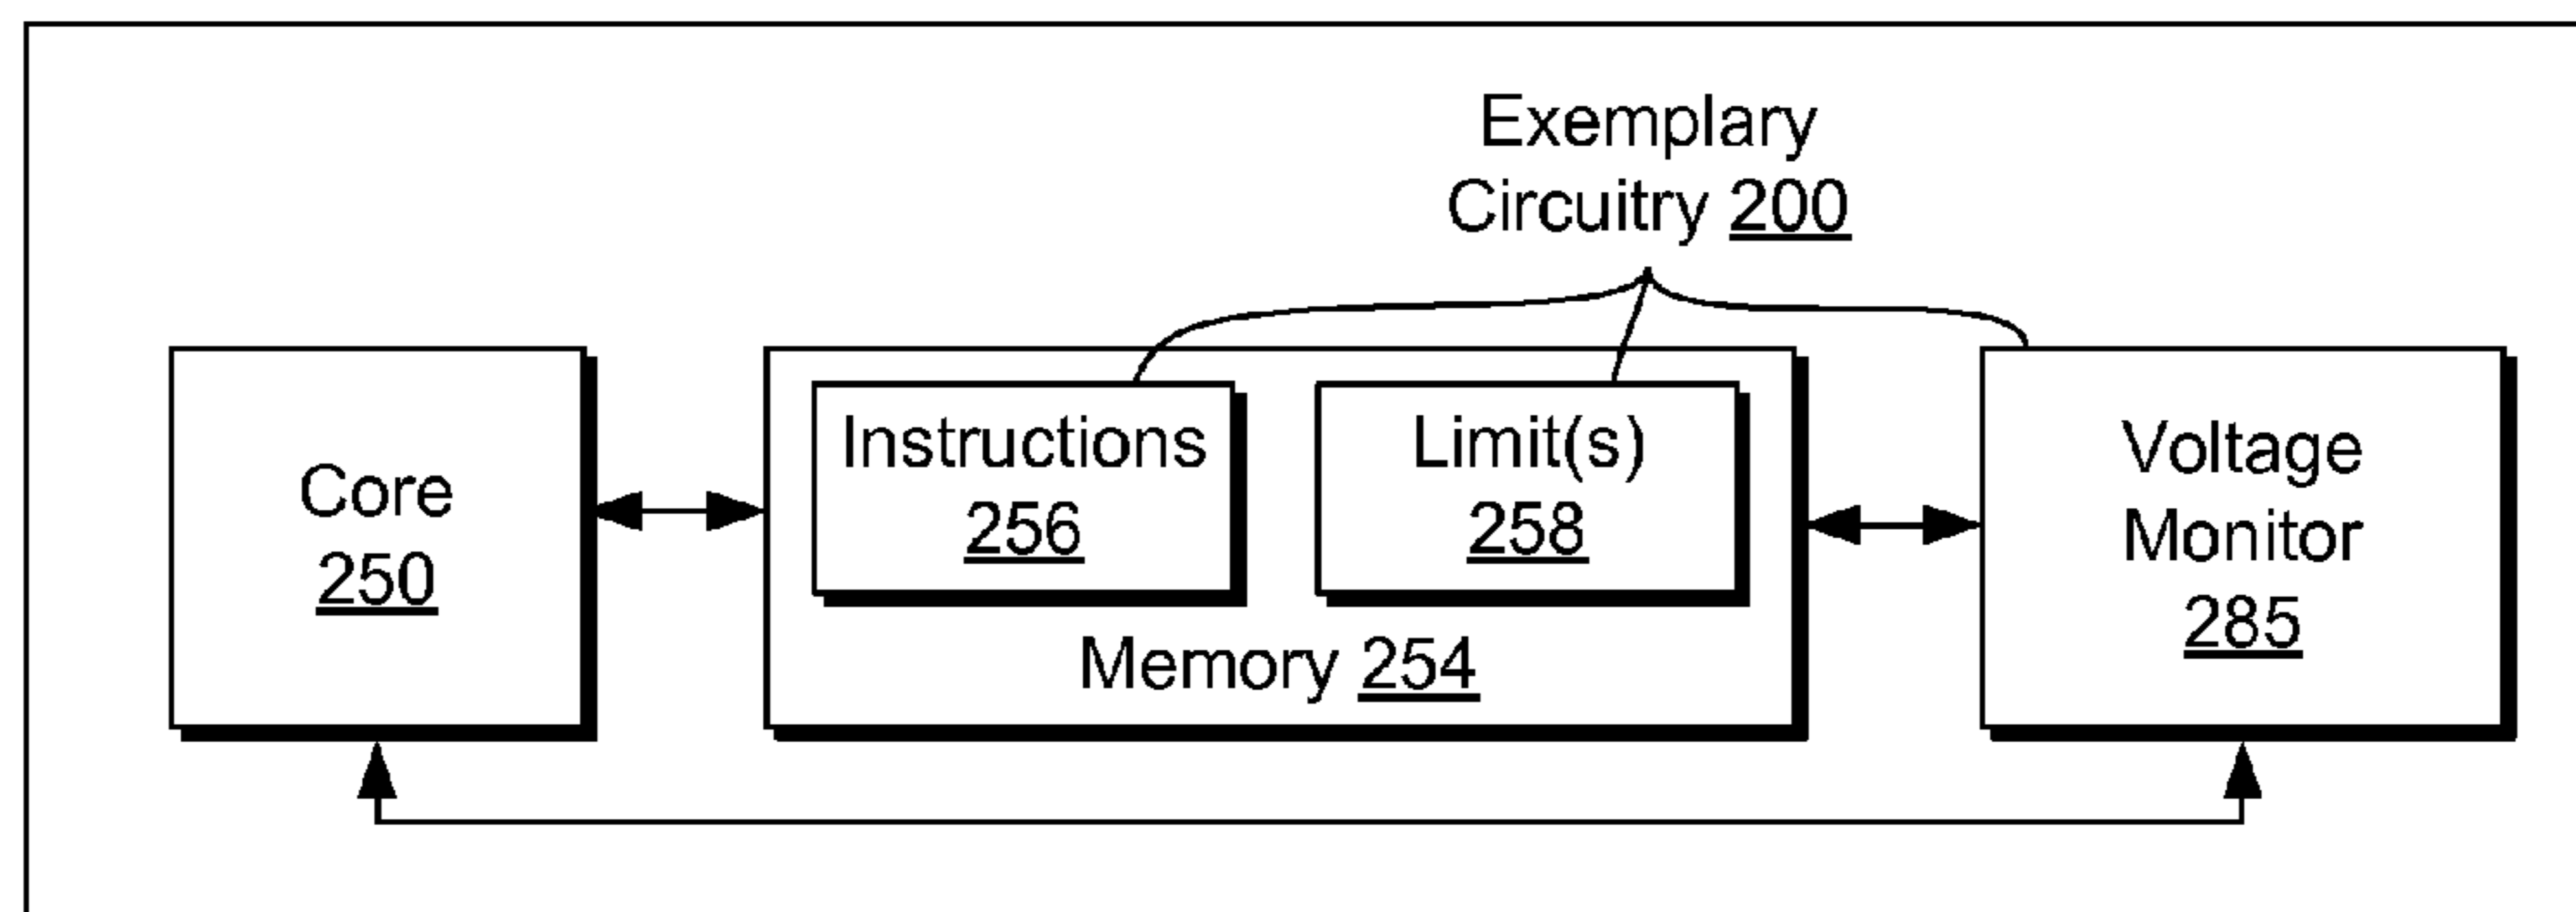 Exemplary
Circuitry 200
Core
250
Instructions
256
Limit(s)
258
Memory 254
Voltage
Monitor
285